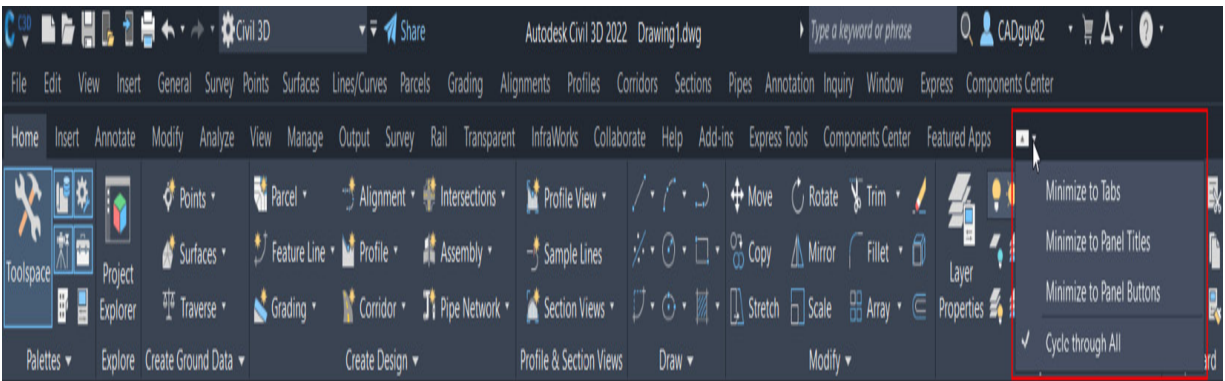 C3D Civil 3D Share Autodesk Civil 3D 2022 Drawing1.dwg Type a keyword or phrase CADguy82
File Edit View Insert General Survey Points Surfaces Lines/Curves Parcels Grading Alignments Profiles Corridors Sections Pipes Annotation Inquiry Window Express Components Center
Home Insert Annotate Modify Analyze View Manage Output Survey Rail Transparent InfraWorks Collaborate Help Add-ins Express Tools Components Center Featured Apps
Toolspace
Project
Explorer
Points
Surfaces
Traverse
Parcel
Feature Line
Grading
Alignment
Profile
Corridor
Intersections
Assembly
Pipe Network
Profile View
Sample Lines
Section Views
Move
Copy
Stretch
Rotate
Mirror
Scale
Trim
Fillet
Array
Layer
Properties
Minimize to Tabs
Minimize to Panel Titles
Minimize to Panel Buttons
Cycle through All
Palettes Explore Create Ground Data Create Design Profile & Section Views Draw Modify